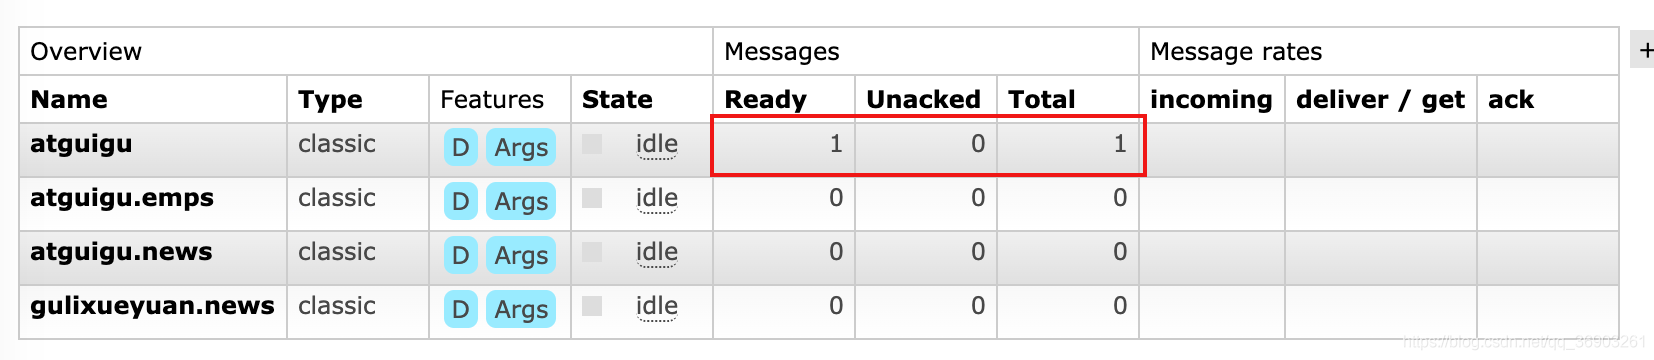 Overview Messages Message rates +
Name Type Features State Ready Unacked Total incoming deliver / get ack
atguigu classic D Args idle 1 0 1
atguigu.emps classic D Args idle 0 0 0
atguigu.news classic D Args idle 0 0 0
gulixueyuan.news classic D Args idle 0 0 0
https://blog.csdn.net/qq_38903261